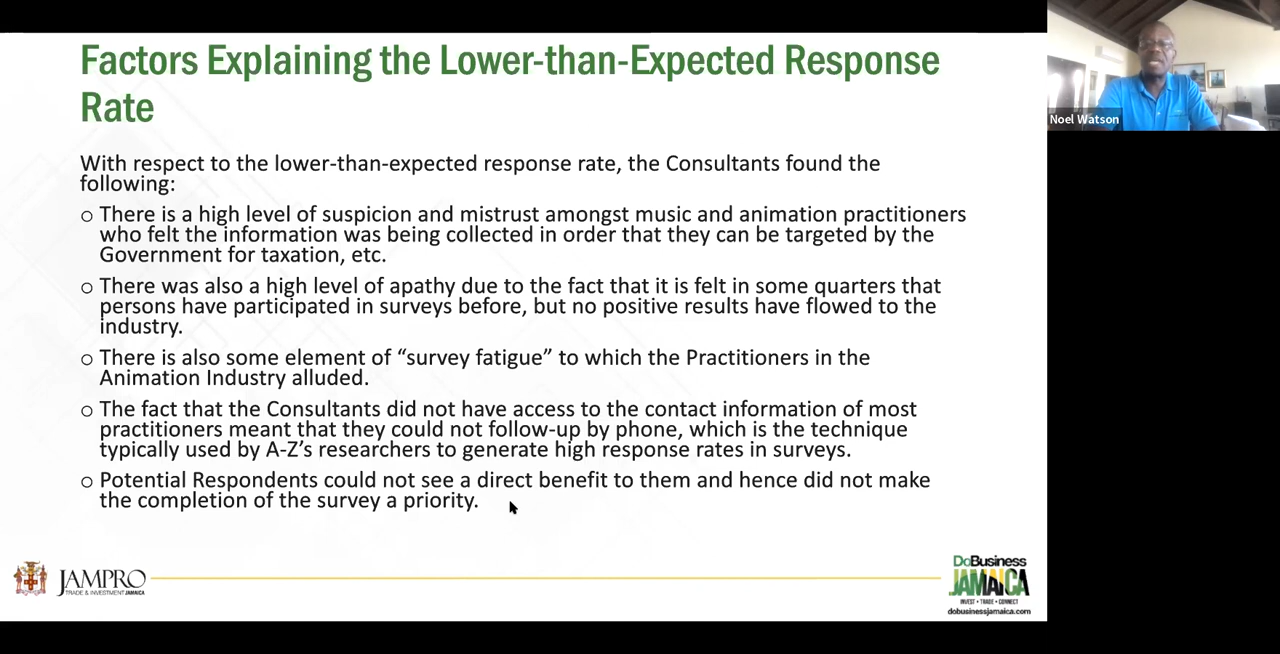 Factors Explaining the Lower-than-Expected Response
Rate
With respect to the lower-than-expected response rate, the Consultants found the
following:
○ There is a high level of suspicion and mistrust amongst music and animation practitioners
who felt the information was being collected in order that they can be targeted by the
Government for taxation, etc.
○ There was also a high level of apathy due to the fact that it is felt in some quarters that
persons have participated in surveys before, but no positive results have flowed to the
industry.
○ There is also some element of “survey fatigue” to which the Practitioners in the
Animation Industry alluded.
○ The fact that the Consultants did not have access to the contact information of most
practitioners meant that they could not follow-up by phone, which is the technique
typically used by A-Z’s researchers to generate high response rates in surveys.
○ Potential Respondents could not see a direct benefit to them and hence did not make
the completion of the survey a priority.
JAMPRO
TRADE & INVESTMENT JAMAICA
DoBusiness
JAMAICA
INVEST • TRADE • CONNECT
dobusinessjamaica.com
Noel Watson